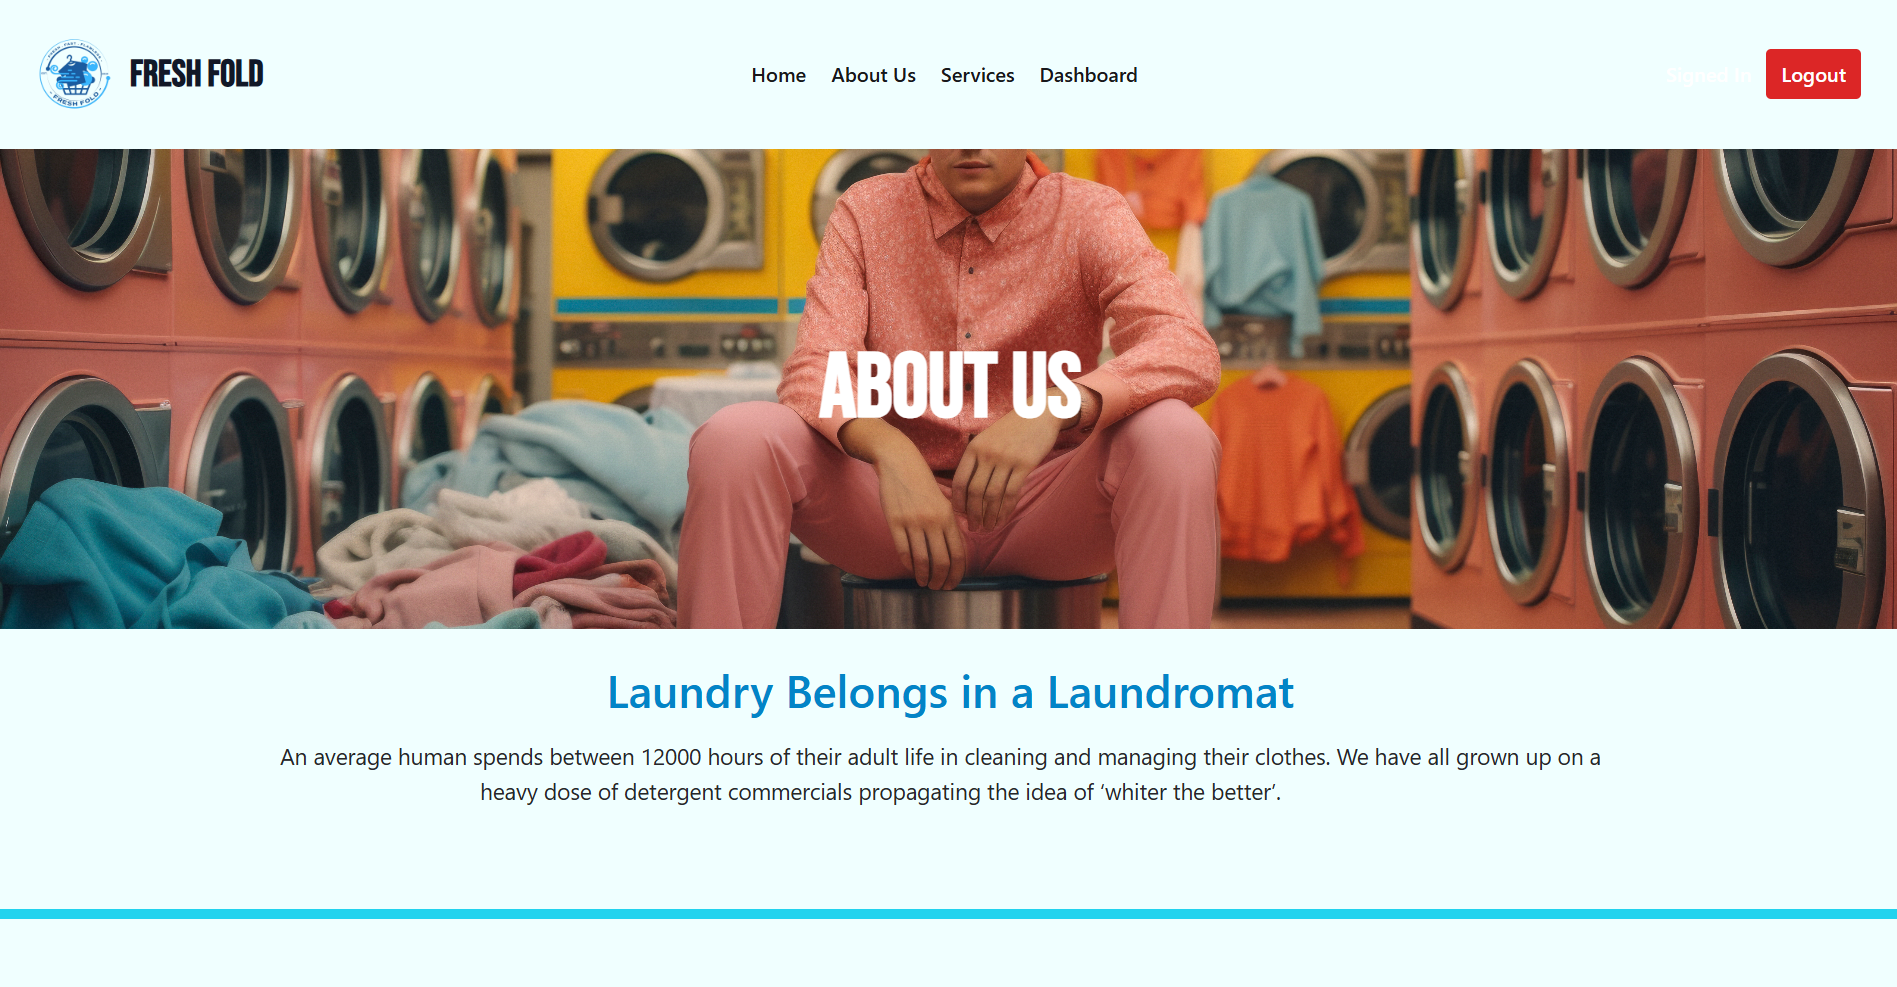 FRESH FOLD
FRESH FOLD
Home About Us Services Dashboard
Logout
ABOUT US
Laundry Belongs in a Laundromat
An average human spends between 12000 hours of their adult life in cleaning and managing their clothes. We have all grown up on a
heavy dose of detergent commercials propagating the idea of ‘whiter the better’.